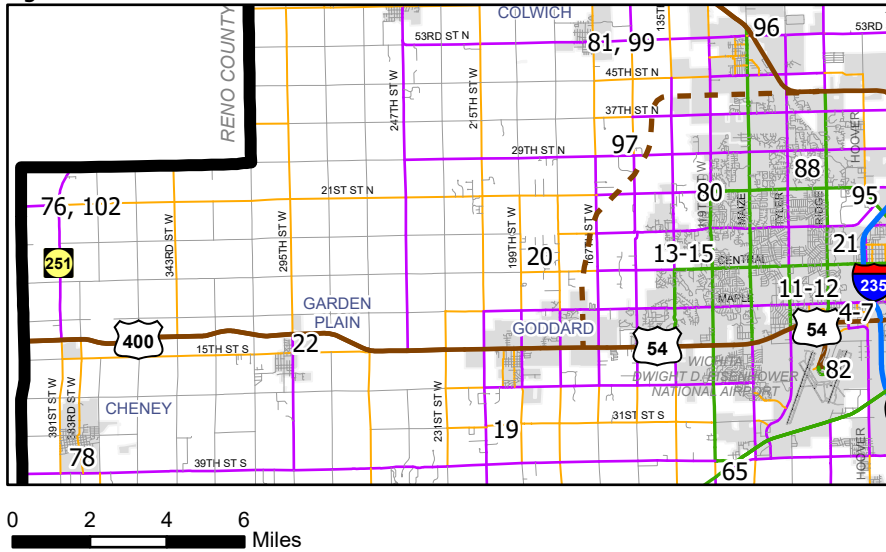 COLWICH
135TH
96
53RD ST N
81, 99
53RD
RENO COUNTY
247TH ST W
215TH ST W
45TH ST N
37TH ST N
HOOVER
29TH ST N
97
88
21ST ST N
76, 102
80
119TH ST W
MAIZE
TYLER
RIDGE
95
343RD ST W
295TH ST W
199TH ST W
167TH ST W
20
13-15
21
251
CENTRAL
235
GARDEN
PLAIN
MAPLE
11-12
4-7
400
GODDARD
54
54
15TH ST S
22
WICHITA
DWIGHT D. EISENHOWER
NATIONAL AIRPORT
82
391ST ST W
383RD ST W
CHENEY
231ST ST W
19
31ST ST S
HOOVER
78
39TH ST S
65
0 2 4 6
Miles